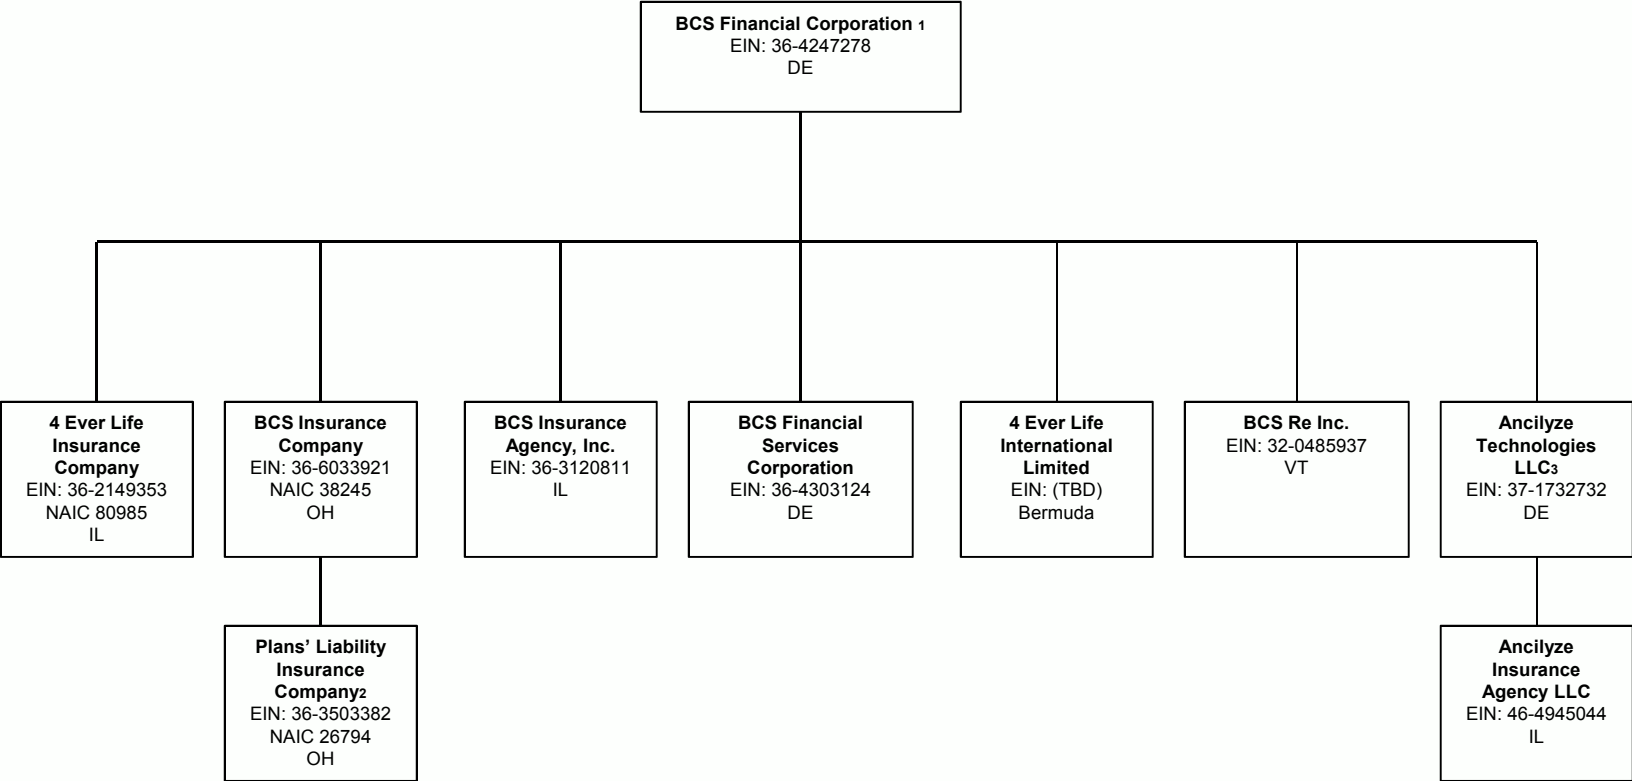 BCS Financial Corporation 1
EIN: 36-4247278
DE
4 Ever Life
Insurance
Company
EIN: 36-2149353
NAIC 80985
IL
BCS Insurance
Company
EIN: 36-6033921
NAIC 38245
OH
BCS Insurance
Agency, Inc.
EIN: 36-3120811
IL
BCS Financial
Services
Corporation
EIN: 36-4303124
DE
4 Ever Life
International
Limited
EIN: (TBD)
Bermuda
BCS Re Inc.
EIN: 32-0485937
VT
Ancilyze
Technologies
LLC3
EIN: 37-1732732
DE
Plans’ Liability
Insurance
Company2
EIN: 36-3503382
NAIC 26794
OH
Ancilyze
Insurance
Agency LLC
EIN: 46-4945044
IL